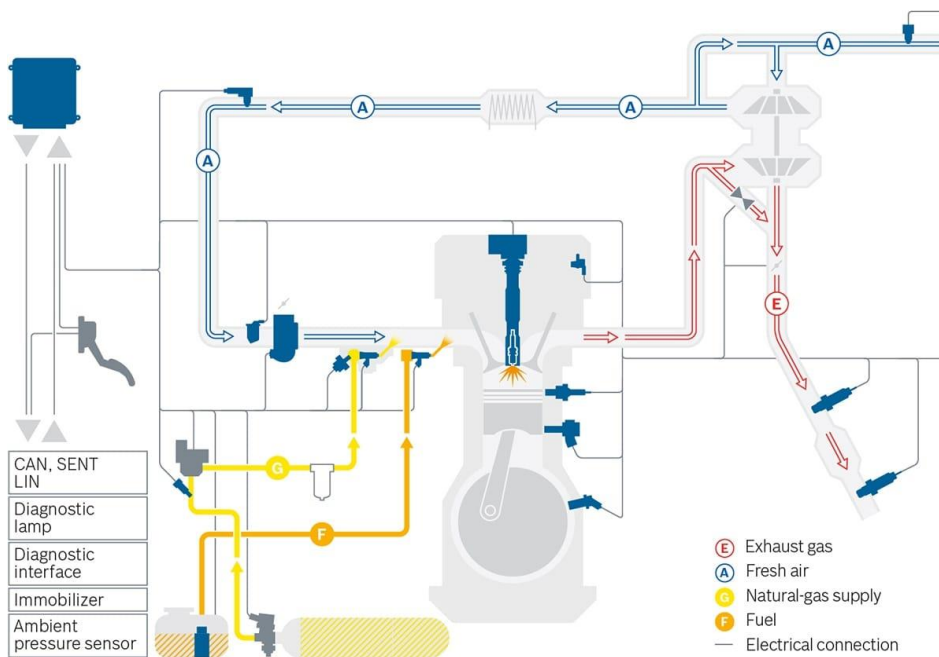 A
A
A
A
E
G
F
CAN, SENT
LIN
Diagnostic
lamp
Diagnostic
interface
Immobilizer
Ambient
pressure sensor
E Exhaust gas
A Fresh air
G Natural-gas supply
F Fuel
Electrical connection